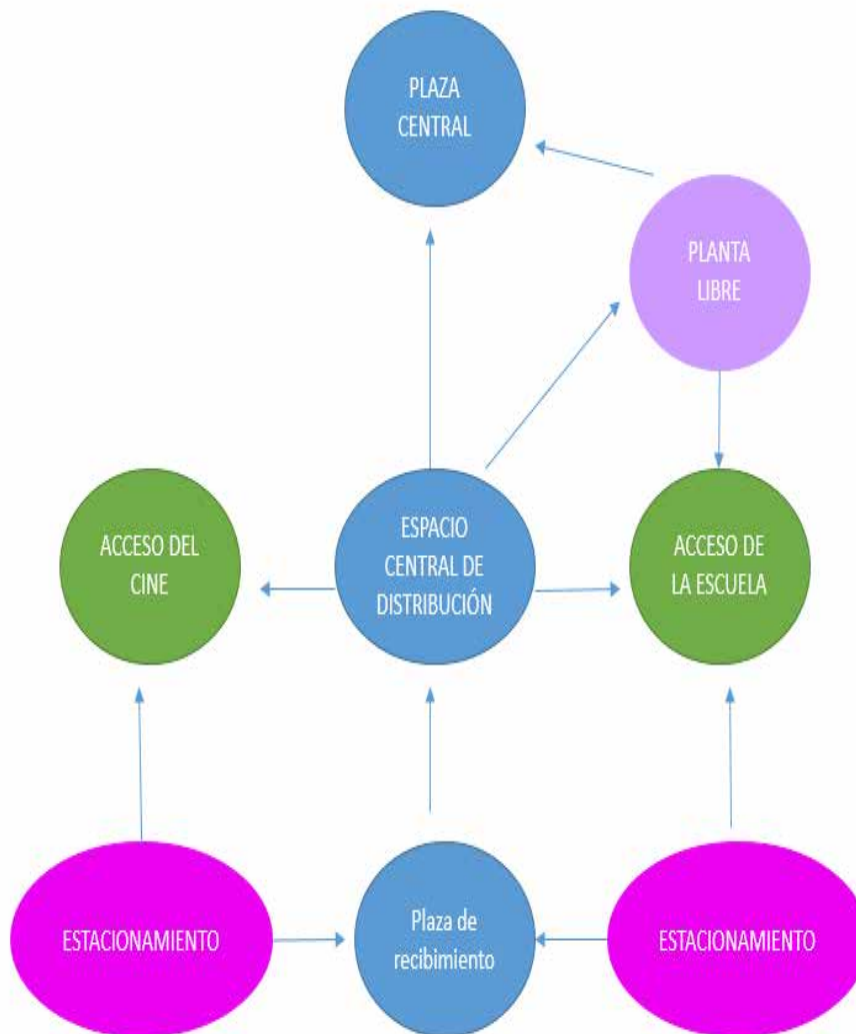 PLAZA
CENTRAL
PLANTA
LIBRE
ACCESO DEL
CINE
ESPACIO
CENTRAL DE
DISTRIBUCIÓN
ACCESO DE
LA ESCUELA
ESTACIONAMIENTO
Plaza de
recibimiento
ESTACIONAMIENTO